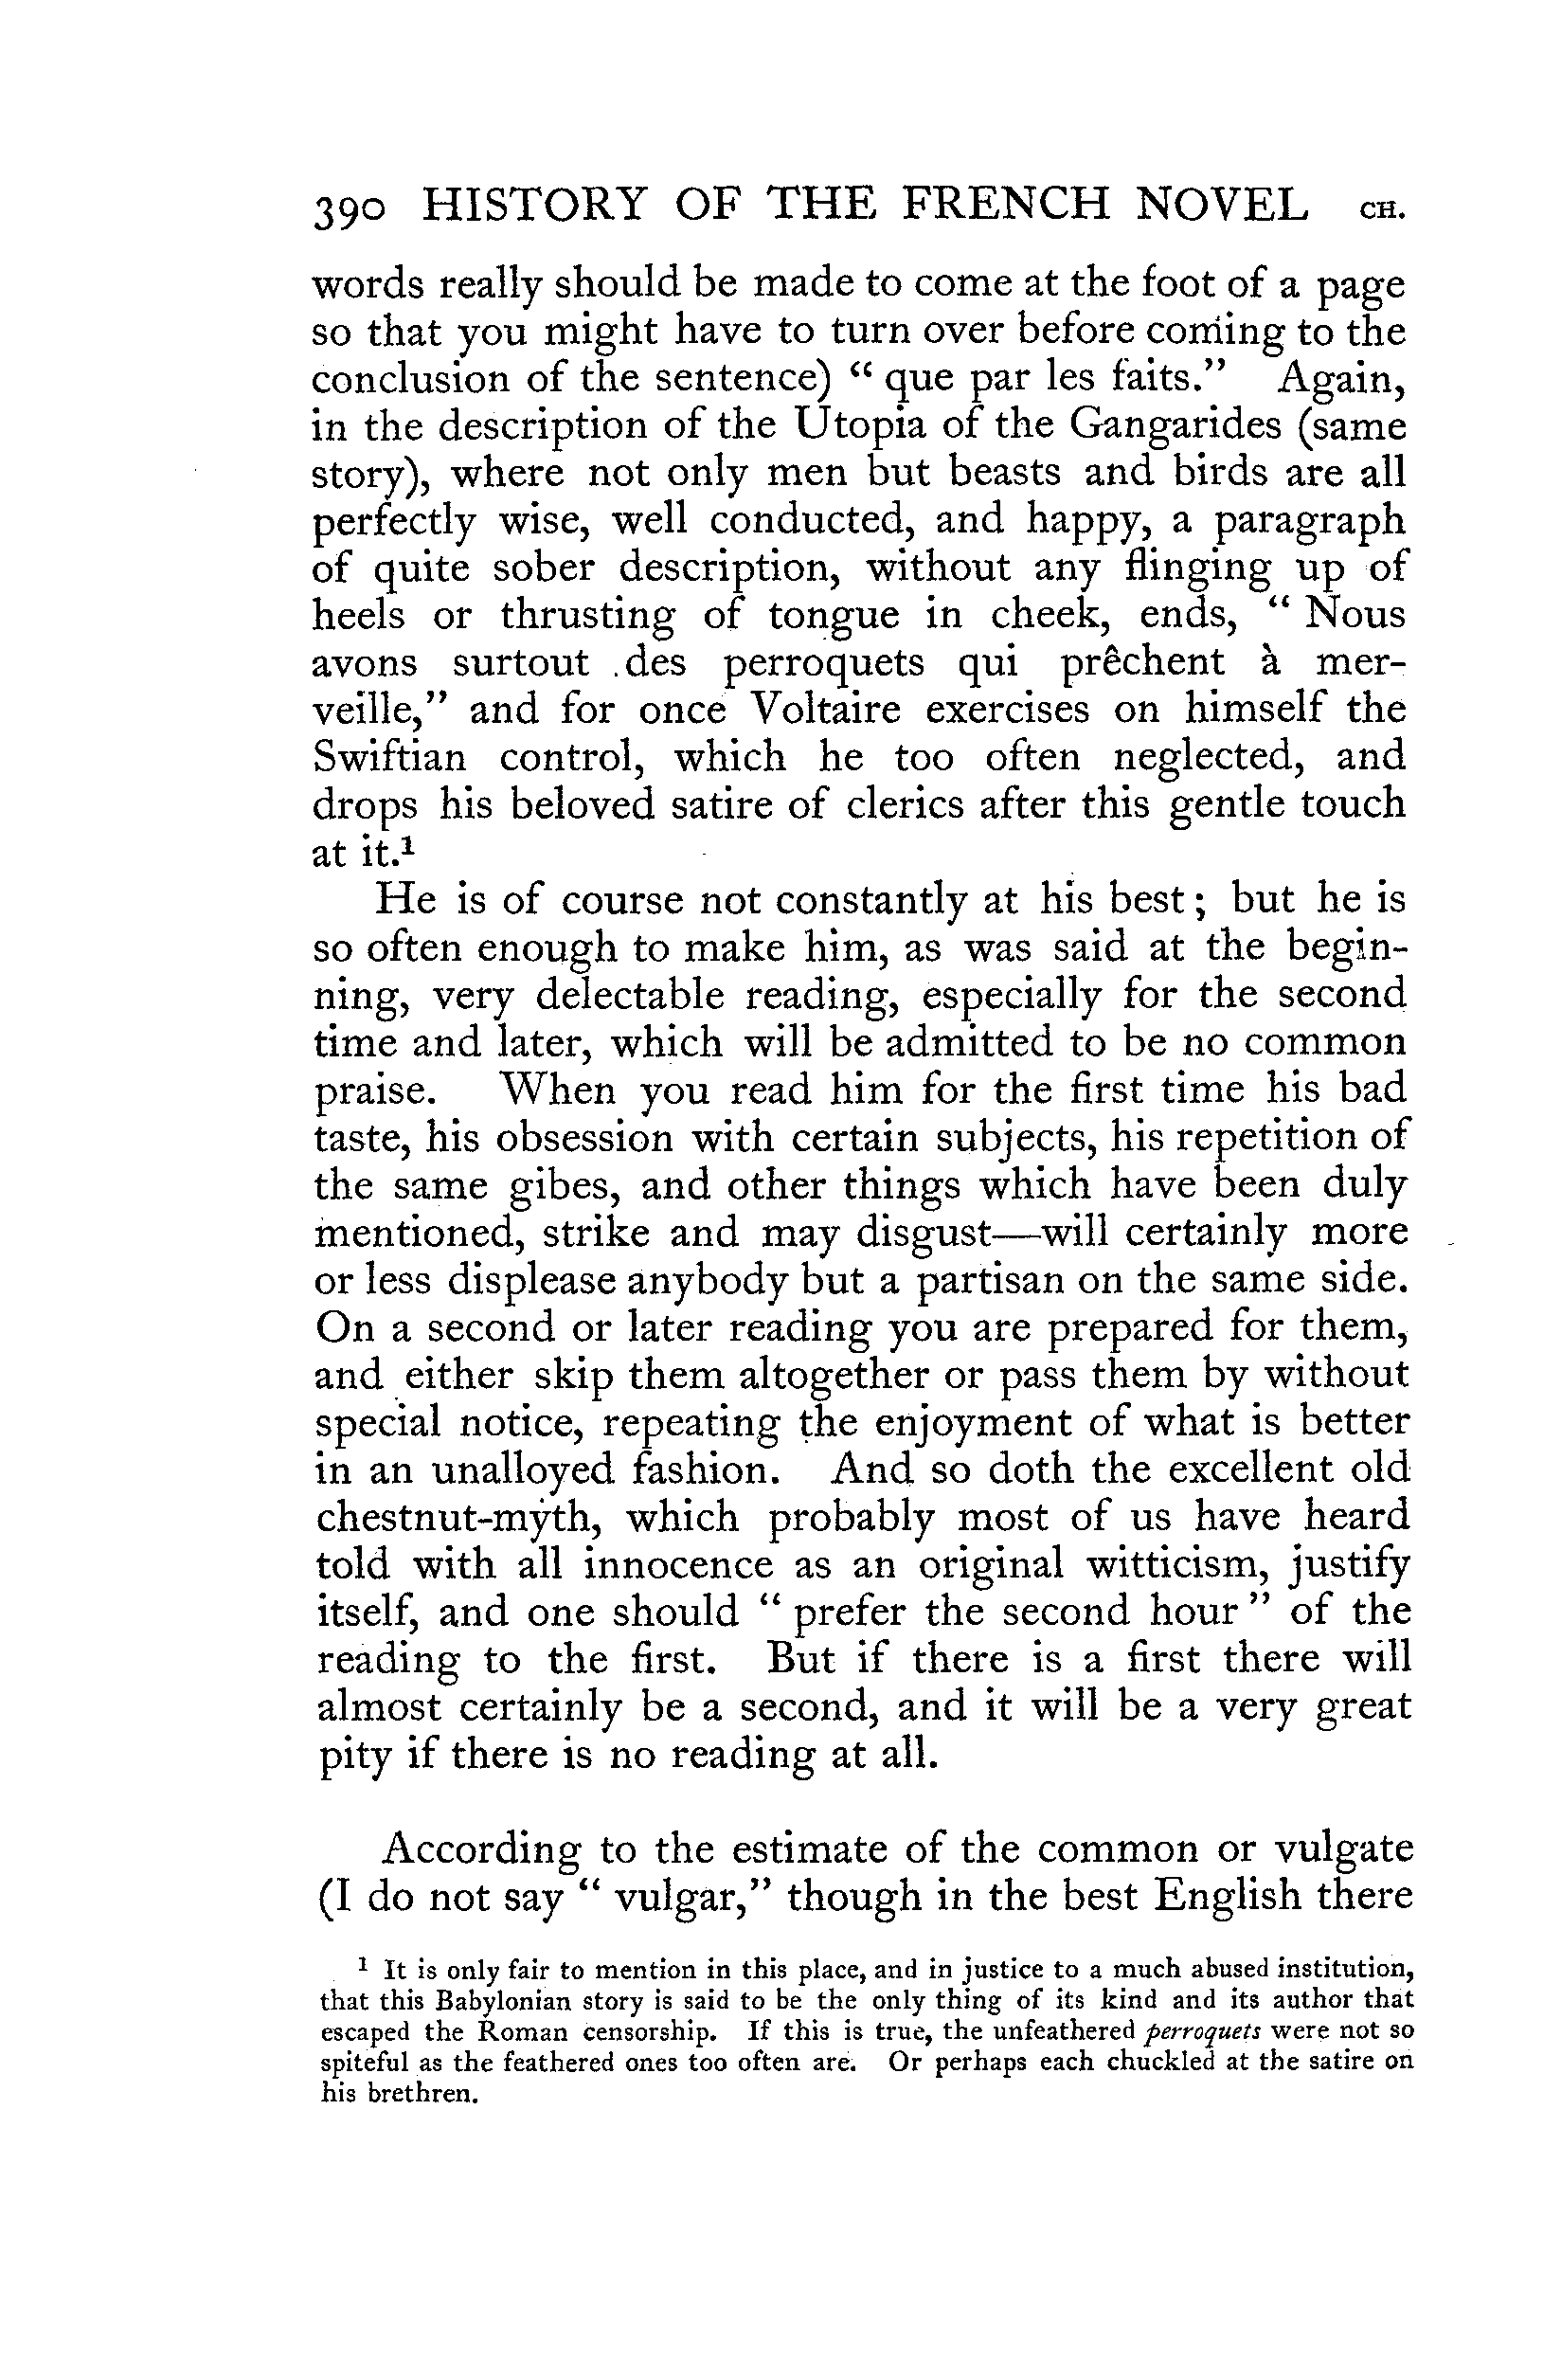 390 HISTORY OF THE FRENCH NOVEL CH.
words really should be made to come at the foot of a page
so that you might have to turn over before coming to the
conclusion of the sentence) “ que par les faits.” Again,
in the description of the Utopia of the Gangarides (same
story), where not only men but beasts and birds are all
perfectly wise, well conducted, and happy, a paragraph
of quite sober description, without any flinging up of
heels or thrusting of tongue in cheek, ends, “ Nous
avons surtout des perroquets qui prêchent à mer-
veille,” and for once Voltaire exercises on himself the
Swiftian control, which he too often neglected, and
drops his beloved satire of clerics after this gentle touch
at it.¹
He is of course not constantly at his best ; but he is
so often enough to make him, as was said at the begin-
ning, very delectable reading, especially for the second
time and later, which will be admitted to be no common
praise. When you read him for the first time his bad
taste, his obsession with certain subjects, his repetition of
the same gibes, and other things which have been duly
mentioned, strike and may disgust—will certainly more
or less displease anybody but a partisan on the same side.
On a second or later reading you are prepared for them,
and either skip them altogether or pass them by without
special notice, repeating the enjoyment of what is better
in an unalloyed fashion. And so doth the excellent old
chestnut-myth, which probably most of us have heard
told with all innocence as an original witticism, justify
itself, and one should “ prefer the second hour ” of the
reading to the first. But if there is a first there will
almost certainly be a second, and it will be a very great
pity if there is no reading at all.
According to the estimate of the common or vulgate
(I do not say “ vulgar,” though in the best English there
¹ It is only fair to mention in this place, and in justice to a much abused institution,
that this Babylonian story is said to be the only thing of its kind and its author that
escaped the Roman censorship. If this is true, the unfeathered perroquets were not so
spiteful as the feathered ones too often are. Or perhaps each chuckled at the satire on
his brethren.